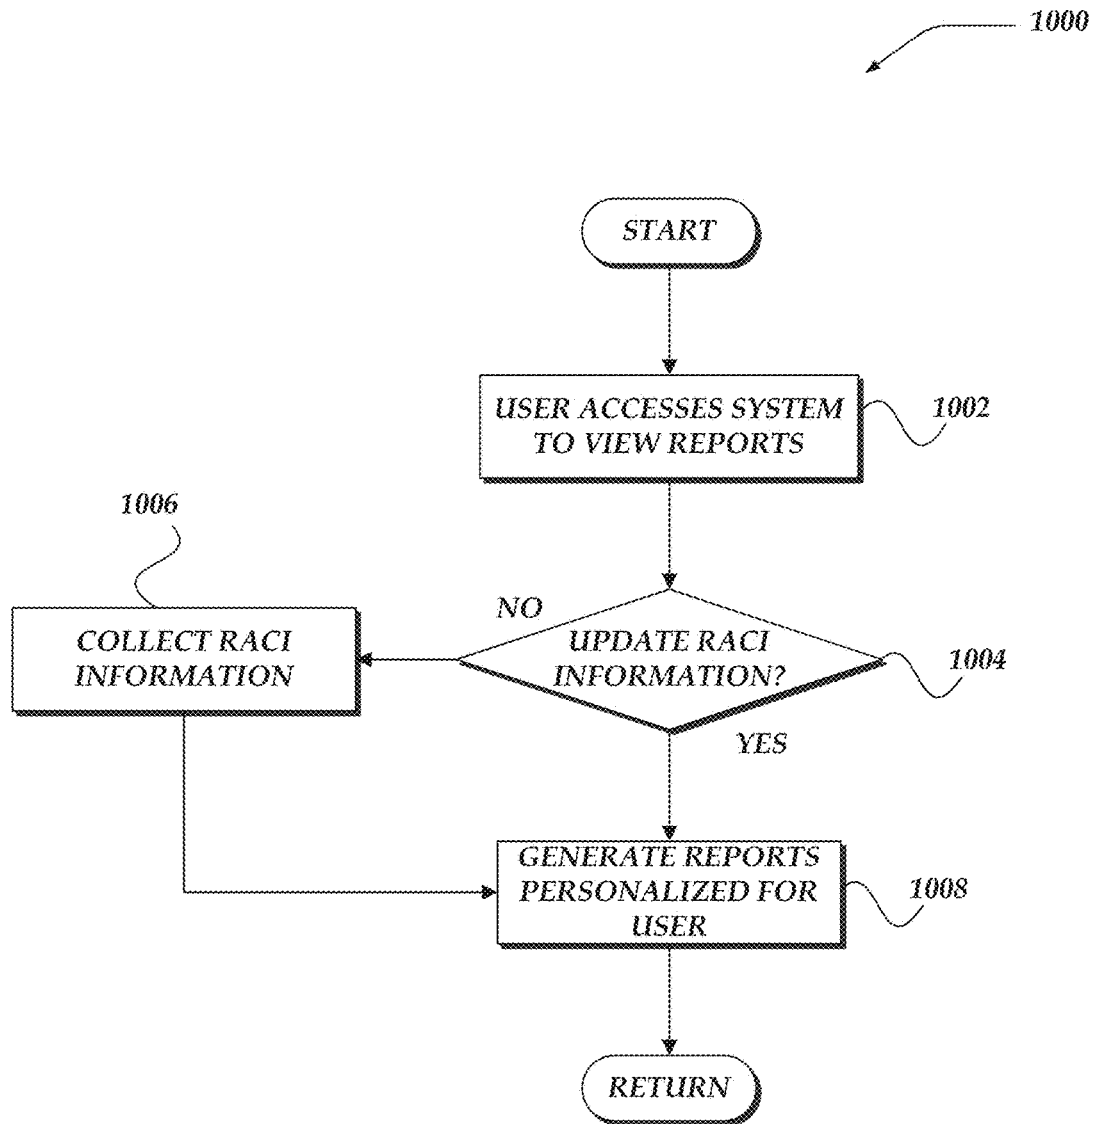 1000
START
USER ACCESSES SYSTEM
TO VIEW REPORTS
1002
1006
NO
COLLECT RACI
INFORMATION
UPDATE RACI
INFORMATION?
1004
YES
GENERATE REPORTS
PERSONALIZED FOR
USER
1008
RETURN